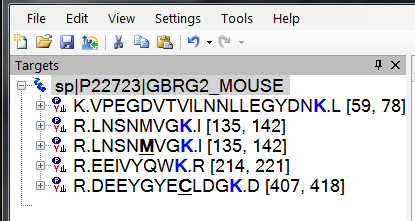 File Edit View Settings Tools Help
Targets
sp|P22723|GBRG2_MOUSE
K.VPEGDVTVILNNLLEGYDNK.L [59, 78]
R.LNSNMVGK.I [135, 142]
R.LNSNMVGK.I [135, 142]
R.EEIVYQWK.R [214, 221]
R.DEEYGYECLDGK.D [407, 418]